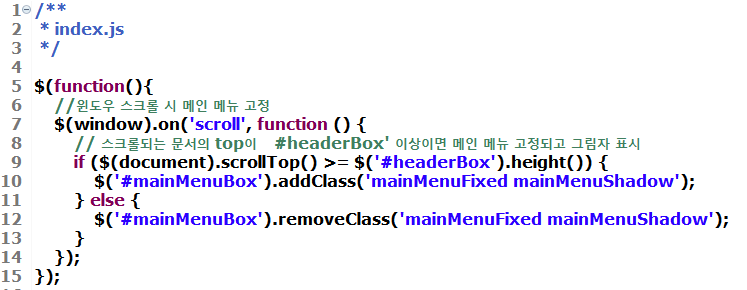 1 /**
2 * index.js
3 */
4
5 $(function(){
6 //윈도우 스크롤 시 메인 메뉴 고정
7 $(window).on('scroll', function () {
8 // 스크롤되는 문서의 top이 #headerBox' 이상이면 메인 메뉴 고정되고 그림자 표시
9 if ($(document).scrollTop() >= $('#headerBox').height()) {
10 $('#mainMenuBox').addClass('mainMenuFixed mainMenuShadow');
11 } else {
12 $('#mainMenuBox').removeClass('mainMenuFixed mainMenuShadow');
13 }
14 });
15 });